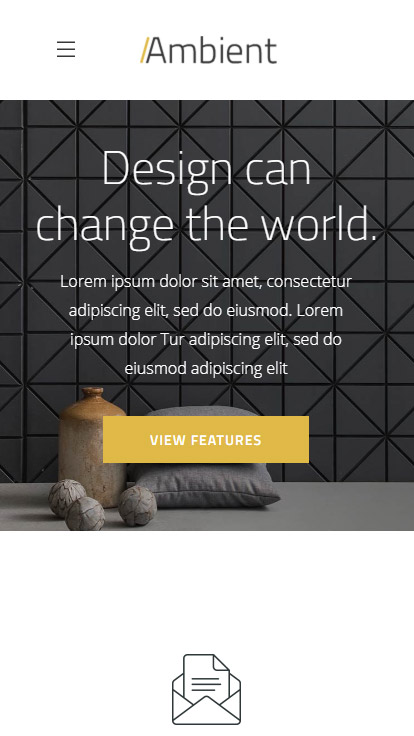 /Ambient
Design can
change the world.
Lorem ipsum dolor sit amet, consectetur
adipiscing elit, sed do eiusmod. Lorem
ipsum dolor Tur adipiscing elit, sed do
eiusmod adipiscing elit
VIEW FEATURES